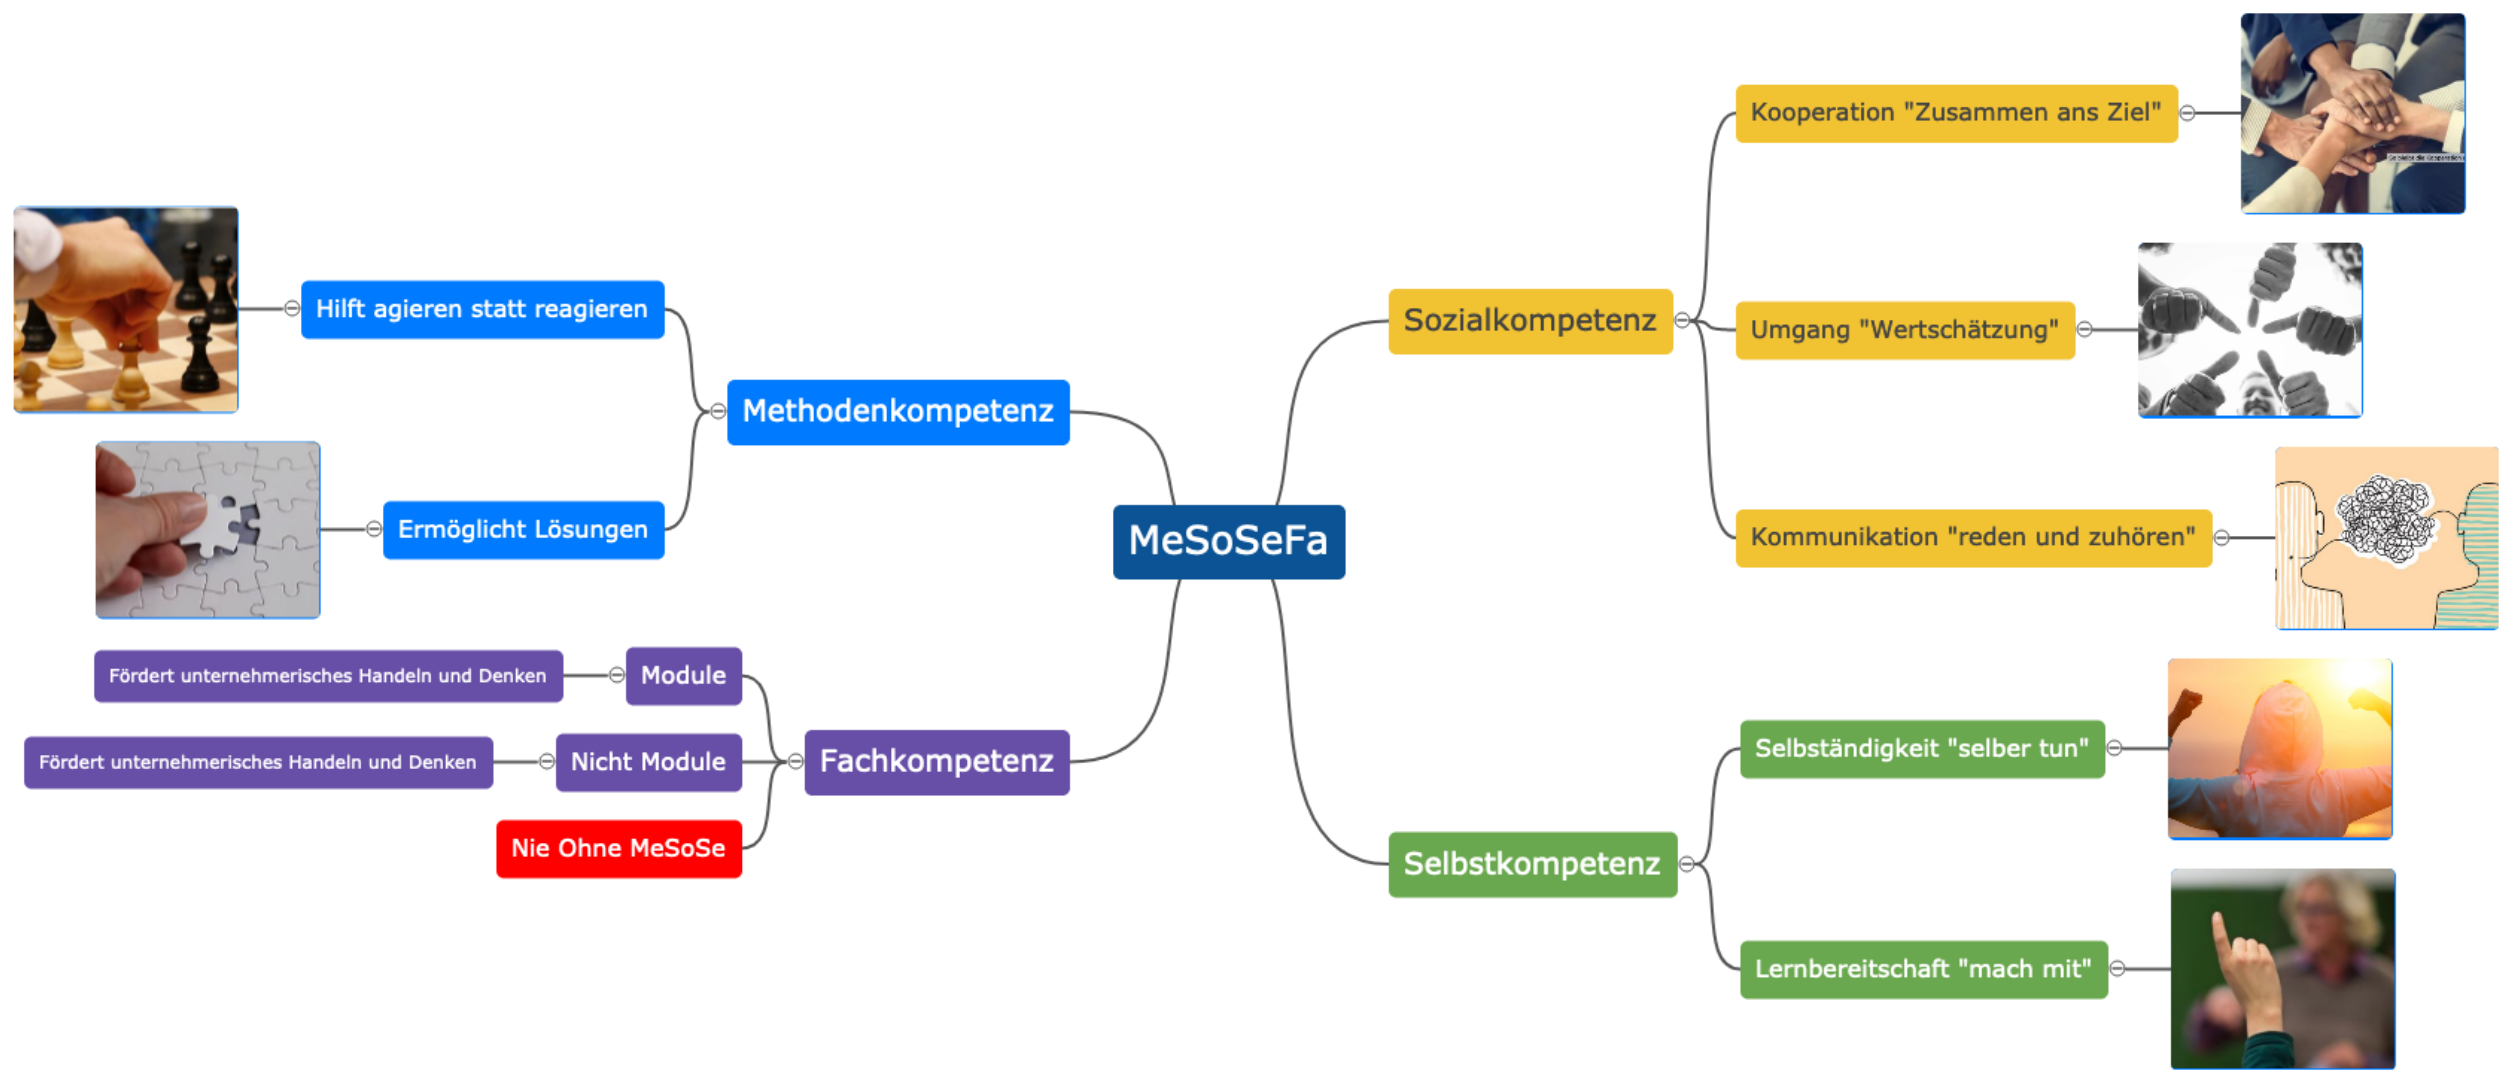 MeSoSeFa
Methodenkompetenz
Hilft agieren statt reagieren
Ermöglicht Lösungen
Fachkompetenz
Module
Fördert unternehmerisches Handeln und Denken
Nicht Module
Fördert unternehmerisches Handeln und Denken
Nie Ohne MeSoSe
Sozialkompetenz
Kooperation "Zusammen ans Ziel"
Umgang "Wertschätzung"
Kommunikation "reden und zuhören"
Selbstkompetenz
Selbständigkeit "selber tun"
Lernbereitschaft "mach mit"